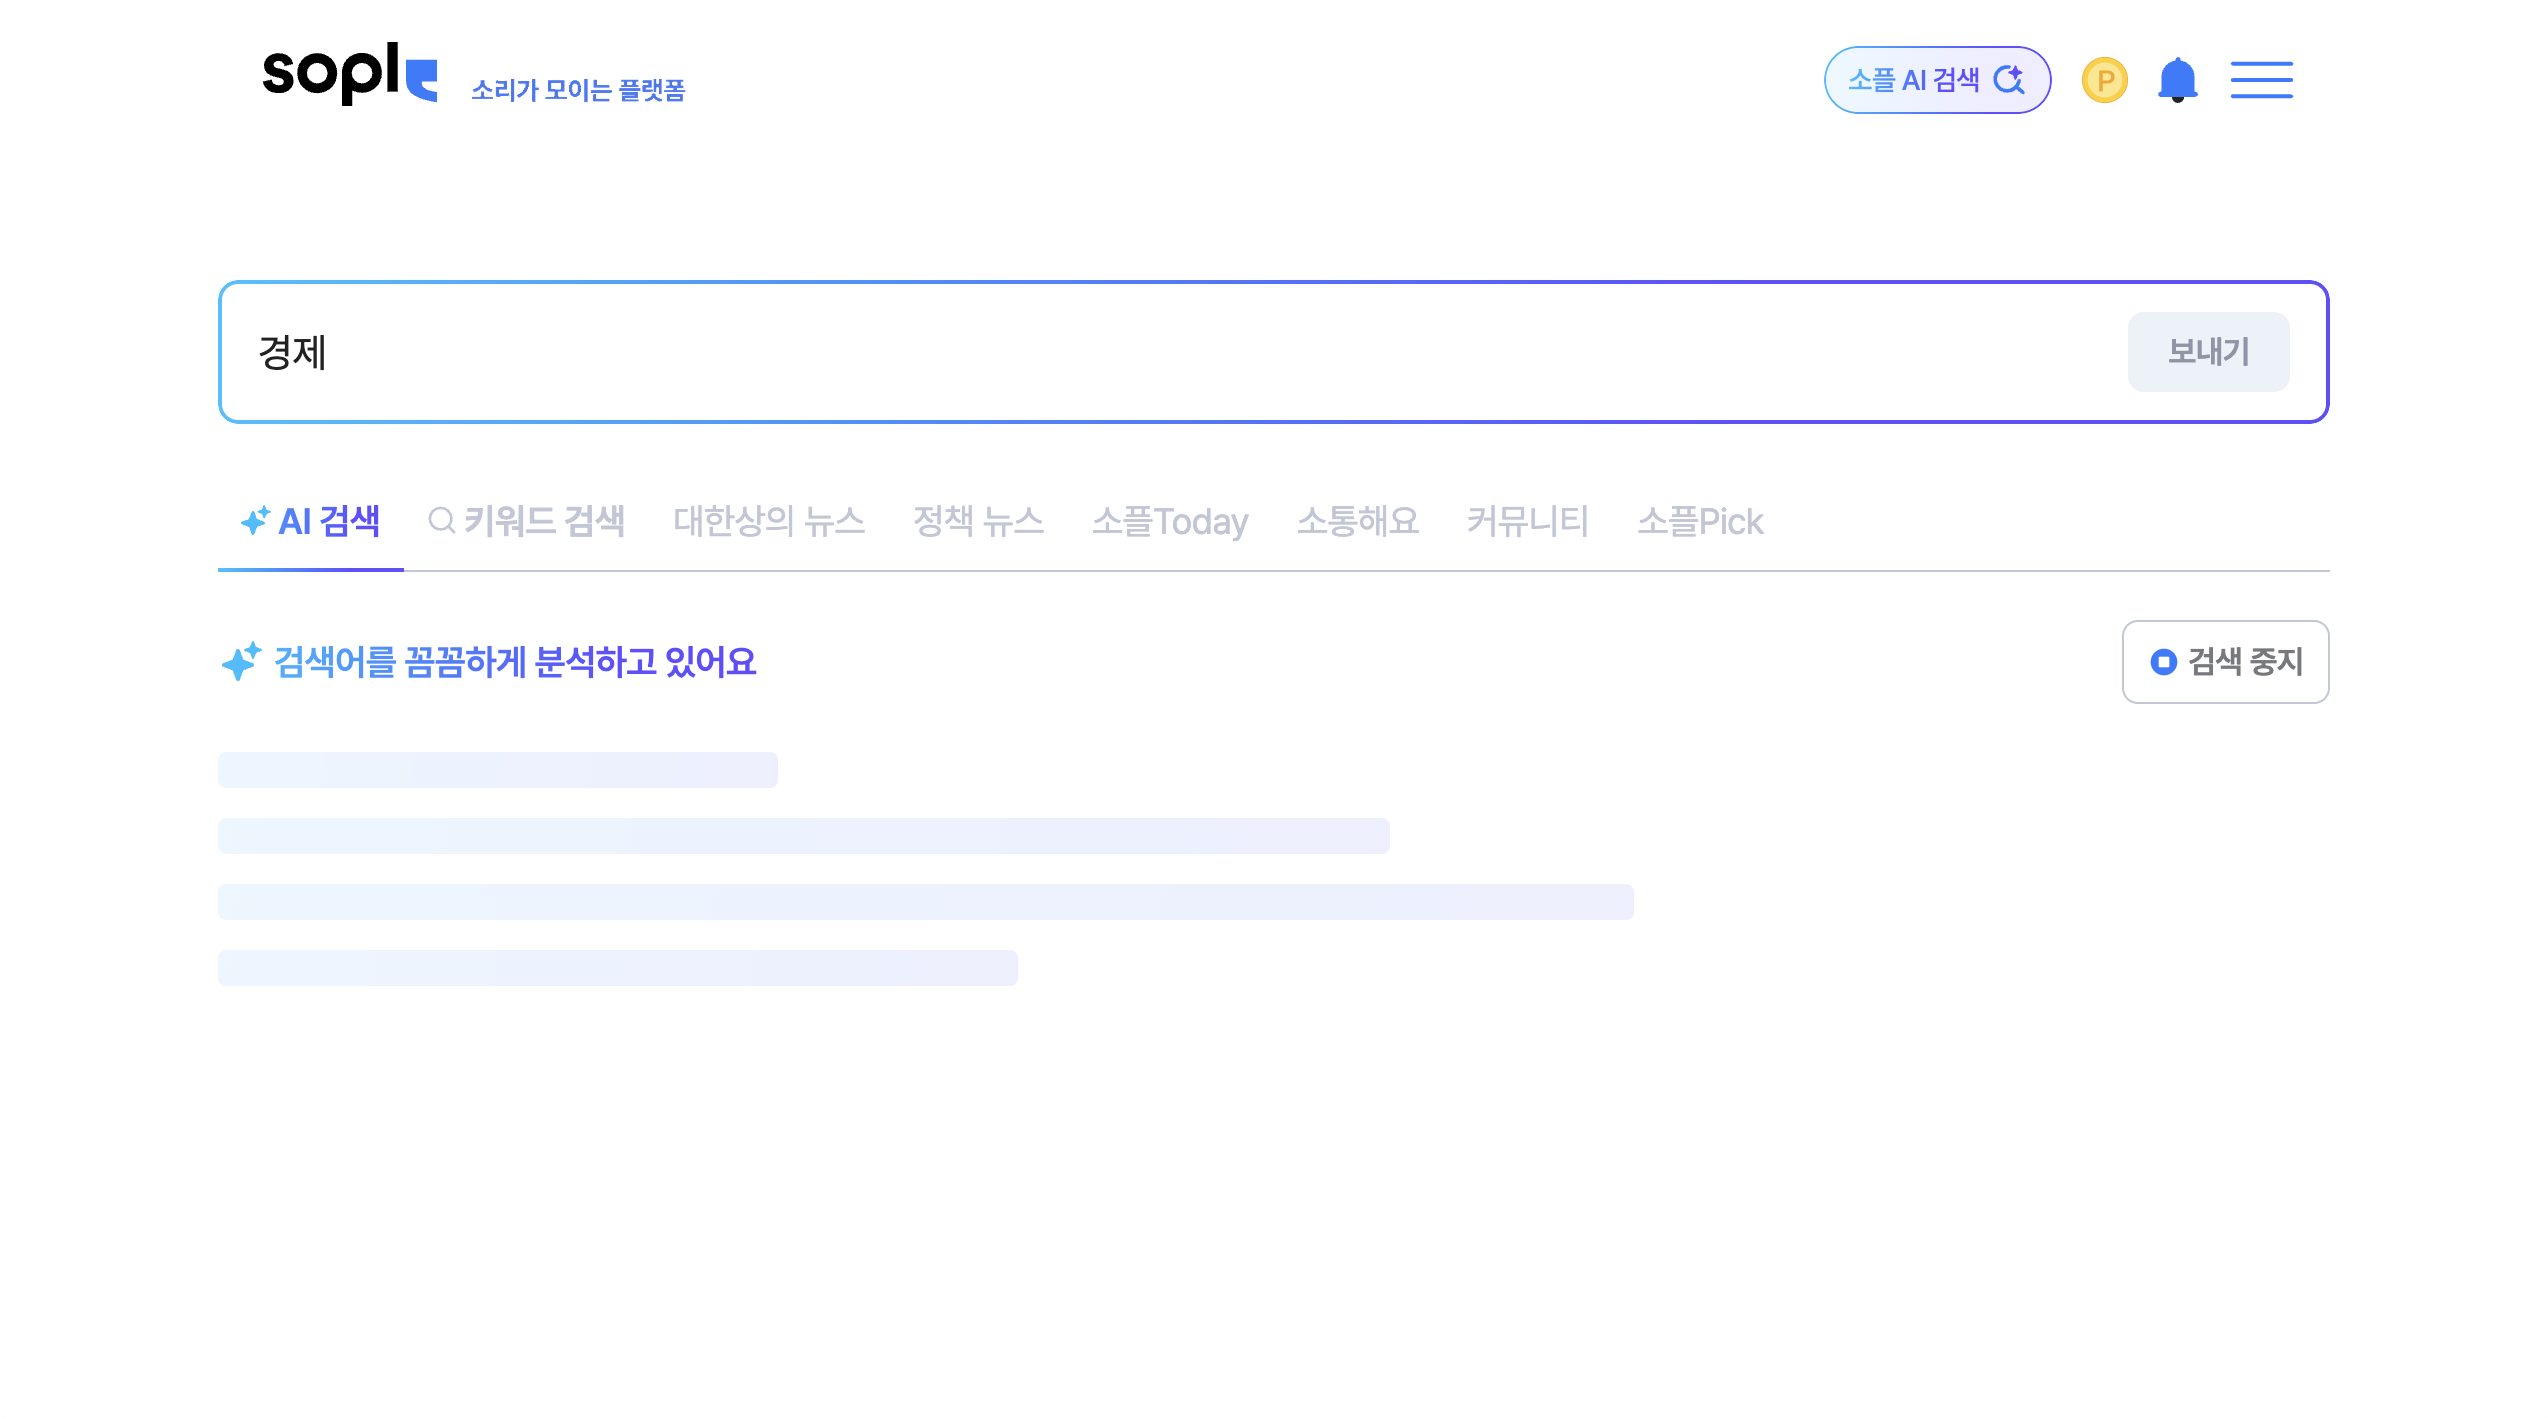 sople
소리가 모이는 플랫폼
소플 AI 검색
P
경제
보내기
AI 검색 키워드 검색 대한상의 뉴스 정책 뉴스 소플Today 소통해요 커뮤니티 소플Pick
검색어를 꼼꼼하게 분석하고 있어요
검색 중지